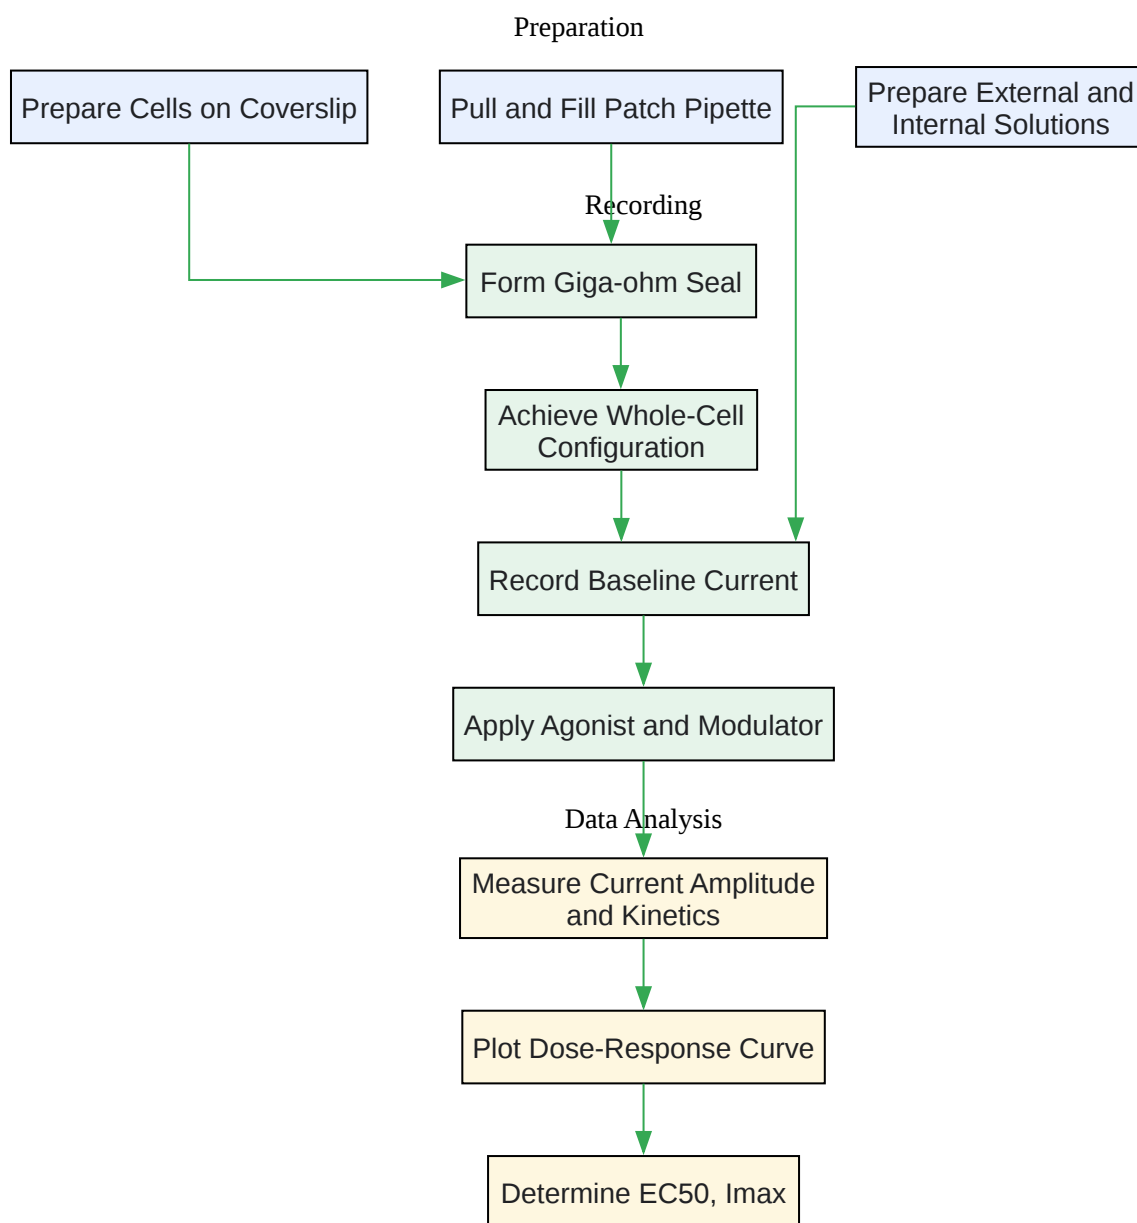 Preparation
Prepare Cells on Coverslip
Pull and Fill Patch Pipette
Prepare External and
Internal Solutions
Recording
Form Giga-ohm Seal
Achieve Whole-Cell
Configuration
Record Baseline Current
Apply Agonist and Modulator
Data Analysis
Measure Current Amplitude
and Kinetics
Plot Dose-Response Curve
Determine EC50, Imax